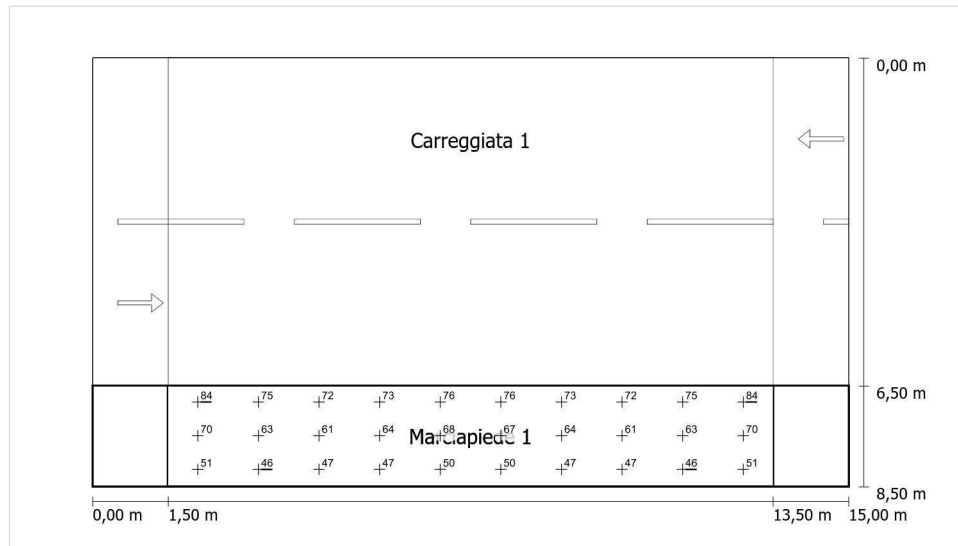 0,00 m
Carreggiata 1
6,50 m
84 75 72 73 76 76 73 72 75 84
70 63 61 64 68 67 64 61 63 70
Marciapiede 1
51 46 47 47 50 50 47 47 46 51
8,50 m
0,00 m 1,50 m 13,50 m 15,00 m